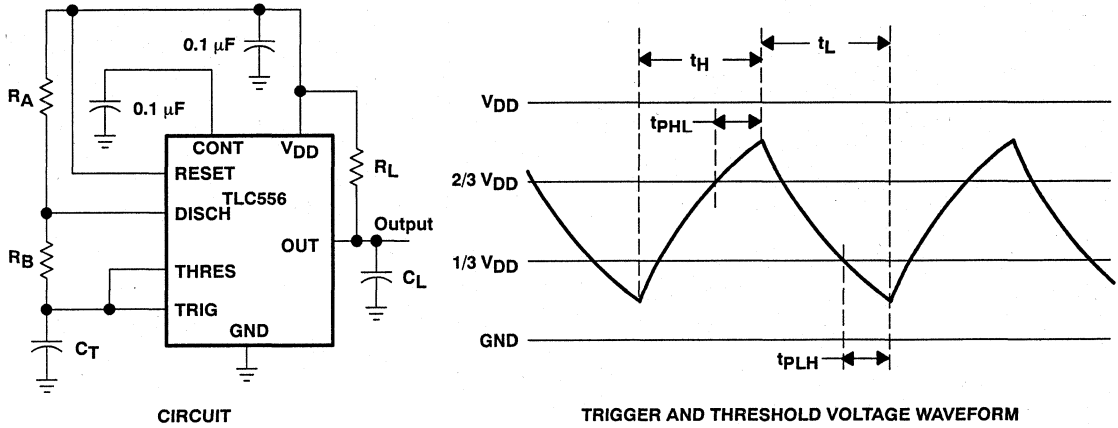 0.1 µF
RA
0.1 µF
CONT
VDD
RL
RESET
TLC556
DISCH
Output
RB
OUT
THRES
CL
TRIG
GND
CT
CIRCUIT
tH
tL
VDD
tPHL
2/3 VDD
1/3 VDD
GND
tPLH
TRIGGER AND THRESHOLD VOLTAGE WAVEFORM